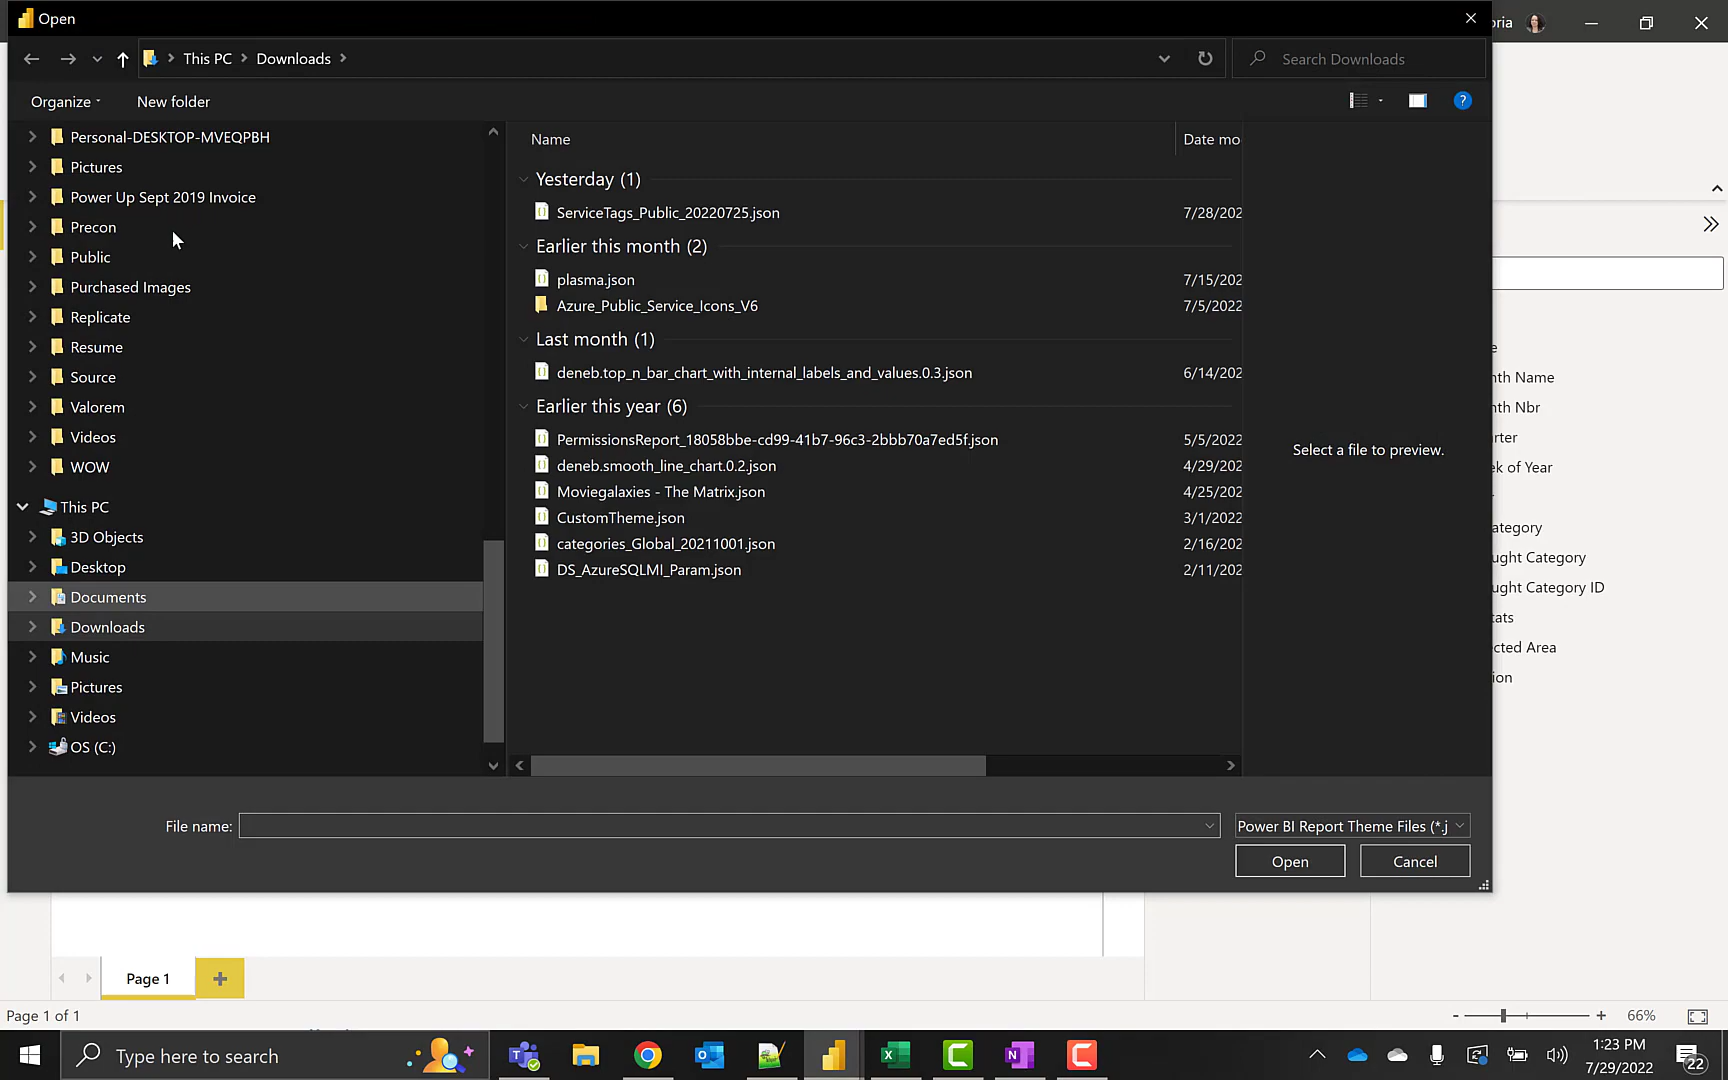 Open
oria
This PC
Downloads
Search Downloads
Organize
New folder
Personal-DESKTOP-MVEQPBH
Pictures
Power Up Sept 2019 Invoice
Precon
Public
Purchased Images
Replicate
Resume
Source
Valorem
Videos
WOW
This PC
3D Objects
Desktop
Documents
Downloads
Music
Pictures
Videos
OS (C:)
Name
Date mo
Yesterday (1)
ServiceTags_Public_20220725.json
7/28/202
Earlier this month (2)
plasma.json
7/15/202
Azure_Public_Service_Icons_V6
7/5/2022
Last month (1)
deneb.top_n_bar_chart_with_internal_labels_and_values.0.3.json
6/14/202
Earlier this year (6)
PermissionsReport_18058bbe-cd99-41b7-96c3-2bbb70a7ed5f.json
5/5/2022
deneb.smooth_line_chart.0.2.json
4/29/202
Moviegalaxies - The Matrix.json
4/25/202
CustomTheme.json
3/1/2022
categories_Global_20211001.json
2/16/202
DS_AzureSQLMI_Param.json
2/11/202
Select a file to preview.
e
nth Name
nth Nbr
rter
ek of Year
ategory
ught Category
ught Category ID
tats
cted Area
ion
File name:
Power BI Report Theme Files (*.j
Open
Cancel
Page 1
Page 1 of 1
66%
Type here to search
1:23 PM
7/29/2022
22